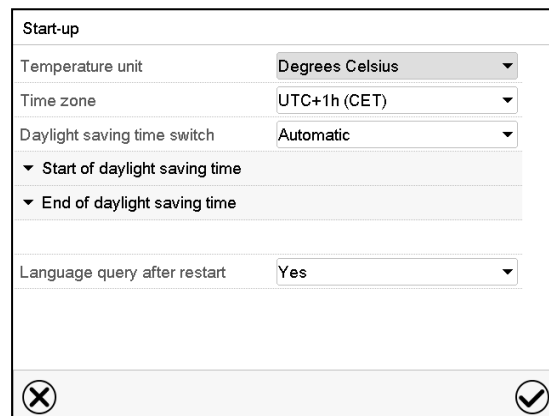 Start-up
Temperature unit Degrees Celsius
Time zone UTC+1h (CET)
Daylight saving time switch Automatic
Start of daylight saving time
End of daylight saving time
Language query after restart Yes